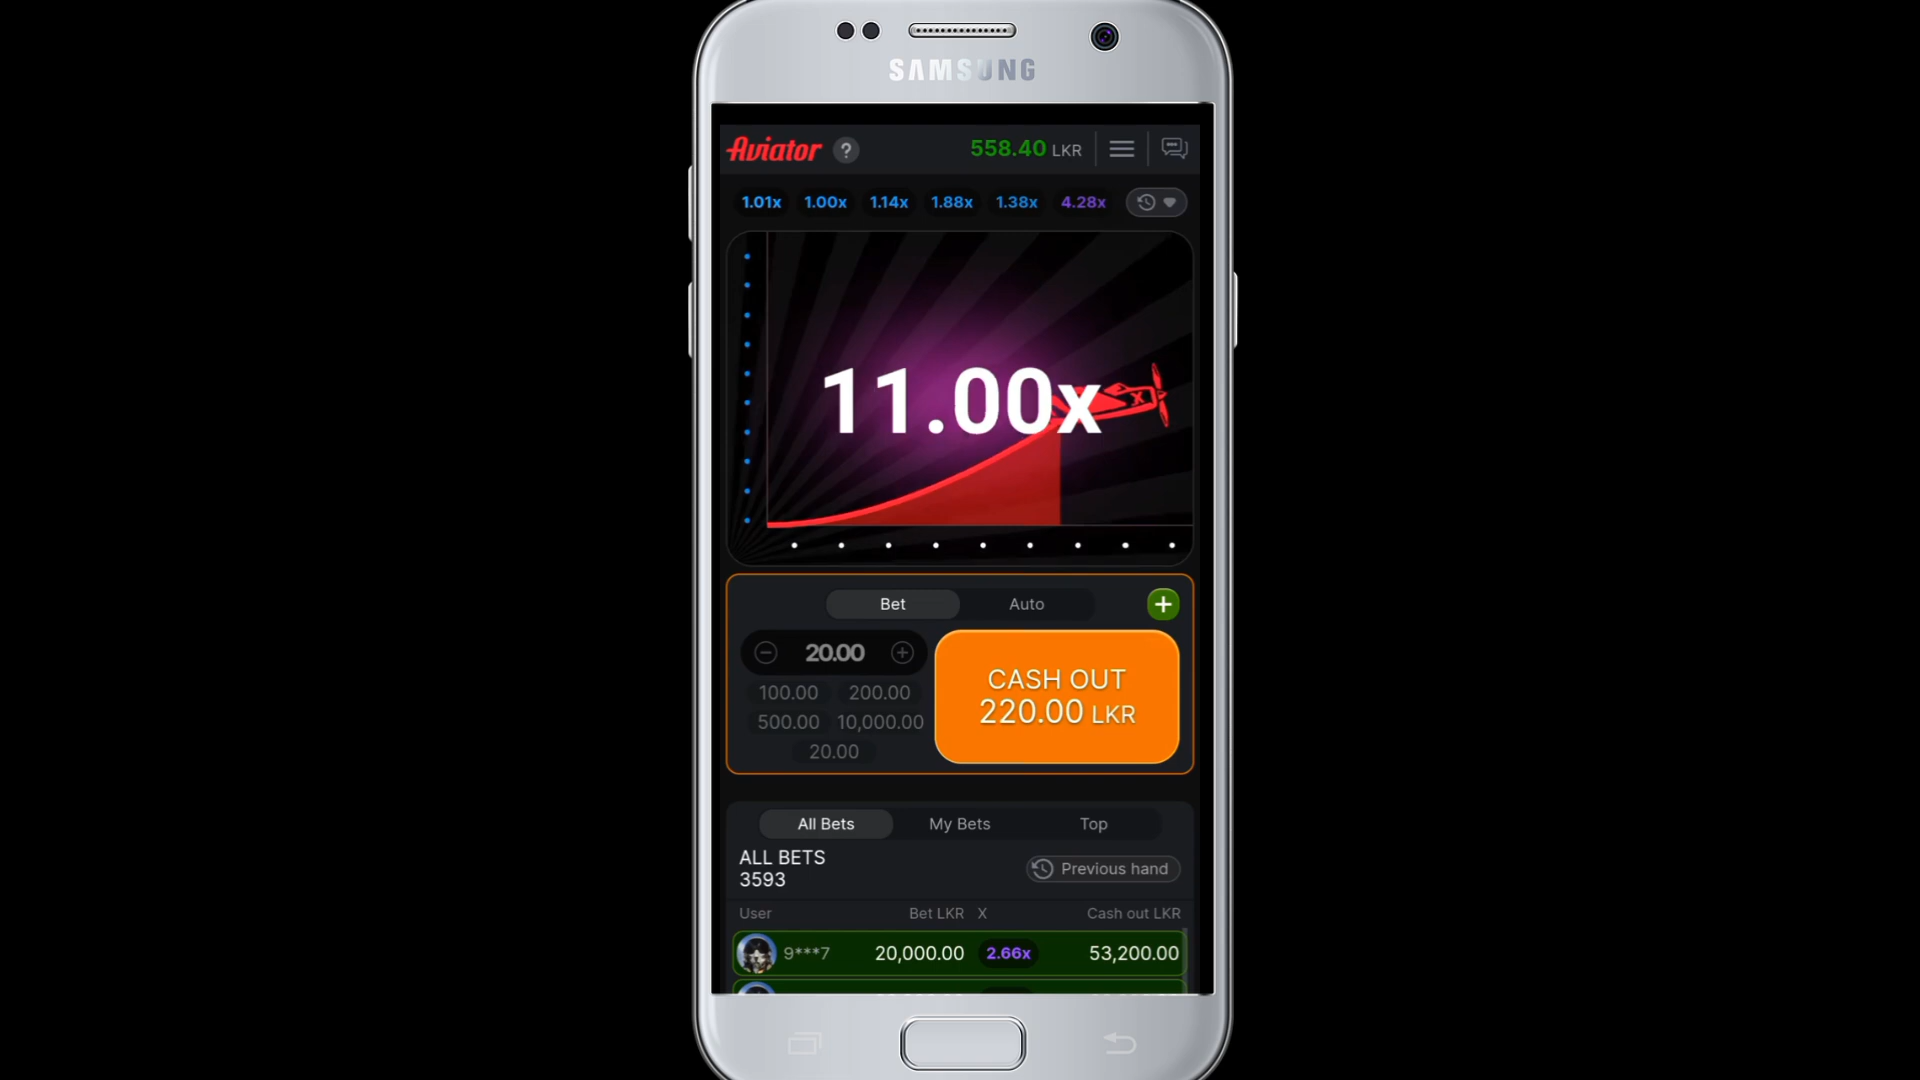 SAMSUNG
Aviator ? 558.40 LKR
1.01x 1.00x 1.14x 1.88x 1.38x 4.28x
11.00x
Bet Auto
20.00
100.00 200.00
500.00 10,000.00
20.00
CASH OUT
220.00 LKR
All Bets My Bets Top
ALL BETS
3593
Previous hand
User Bet LKR X Cash out LKR
9***7 20,000.00 2.66x 53,200.00